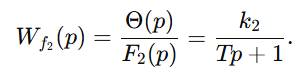 W_{f_2}(p) = \frac{\Theta(p)}{F_2(p)} = \frac{k_2}{Tp + 1}.